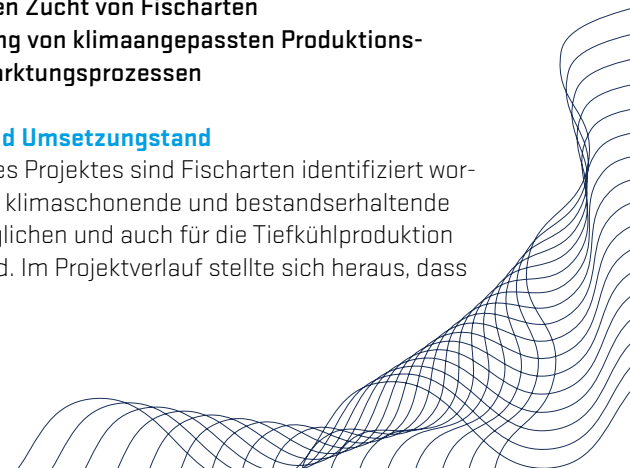 en Zucht von Fischarten
ng von klimaangepassten Produktions-
arktungsprozessen
d Umsetzungstand
es Projektes sind Fischarten identifiziert wor-
klimaschonende und bestandserhaltende
glichen und auch für die Tiefkühlproduktion
d. Im Projektverlauf stellte sich heraus, dass